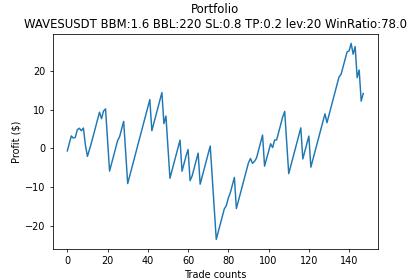 Portfolio
WAVESUSDT BBM:1.6 BBL:220 SL:0.8 TP:0.2 lev:20 WinRatio:78.0
20
10
0
−10
−20
Profit ($)
0 20 40 60 80 100 120 140
Trade counts